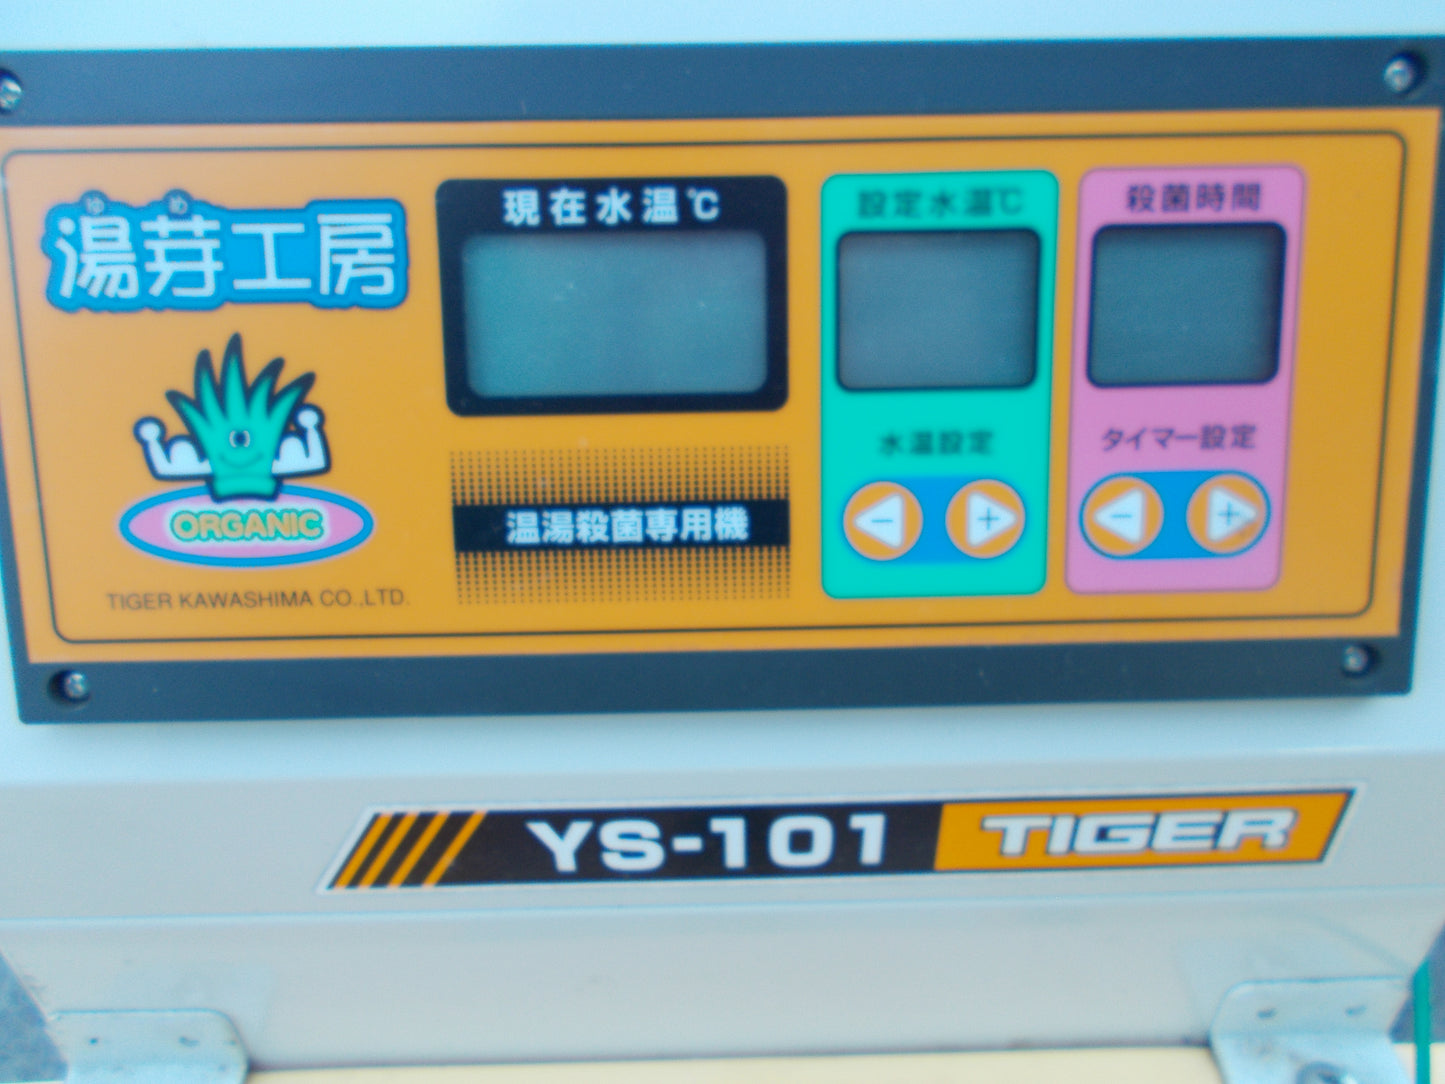 ゆ め
湯芽工房
ORGANIC
TIGER KAWASHIMA CO.,LTD.
現在水温℃
温湯殺菌専用機
設定水温℃
水温設定
- +
殺菌時間
タイマー設定
- +
YS-101 TIGER